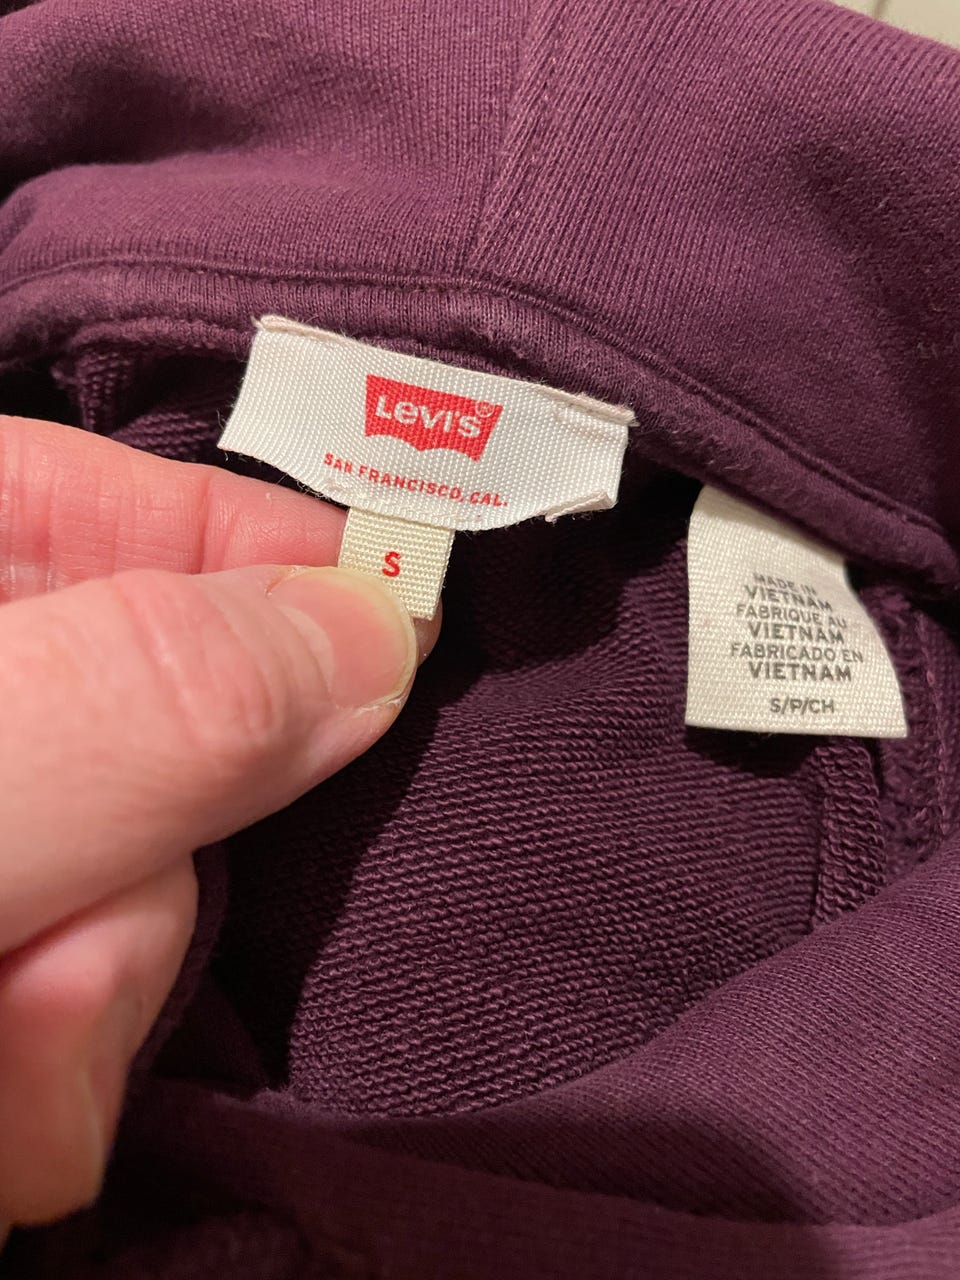 LEVI'S®
SAN FRANCISCO, CAL.
S
MADE IN
VIETNAM
FABRIQUE AU
VIETNAM
FABRICADO EN
VIETNAM
S/P/CH